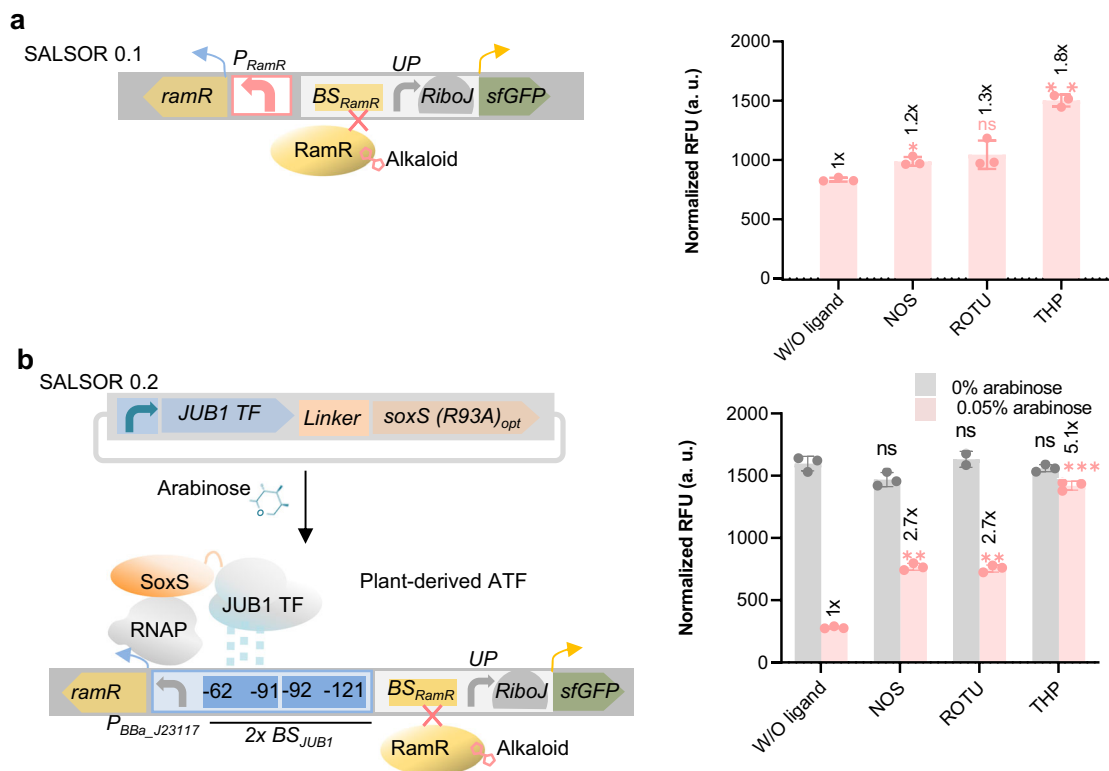 a
SALSOR 0.1
P_RamR
UP
ramR
BS_RamR
RiboJ
sfGFP
RamR
Alkaloid
Normalized RFU (a. u.)
2000
1500
1000
500
0
1x
1.2x
*
1.3x
ns
1.8x
* *
W/O ligand
NOS
ROTU
THP
b
SALSOR 0.2
JUB1 TF
Linker
soxS (R93A)opt
Arabinose
O
SoxS
JUB1 TF
RNAP
Plant-derived ATF
UP
ramR
-62
-91
-92
-121
BS_RamR
RiboJ
sfGFP
P_BBa_J23117
2x BS_JUB1
RamR
Alkaloid
0% arabinose
0.05% arabinose
Normalized RFU (a. u.)
2000
1500
1000
500
0
1x
ns
2.7x
**
ns
2.7x
**
ns
5.1x
***
W/O ligand
NOS
ROTU
THP